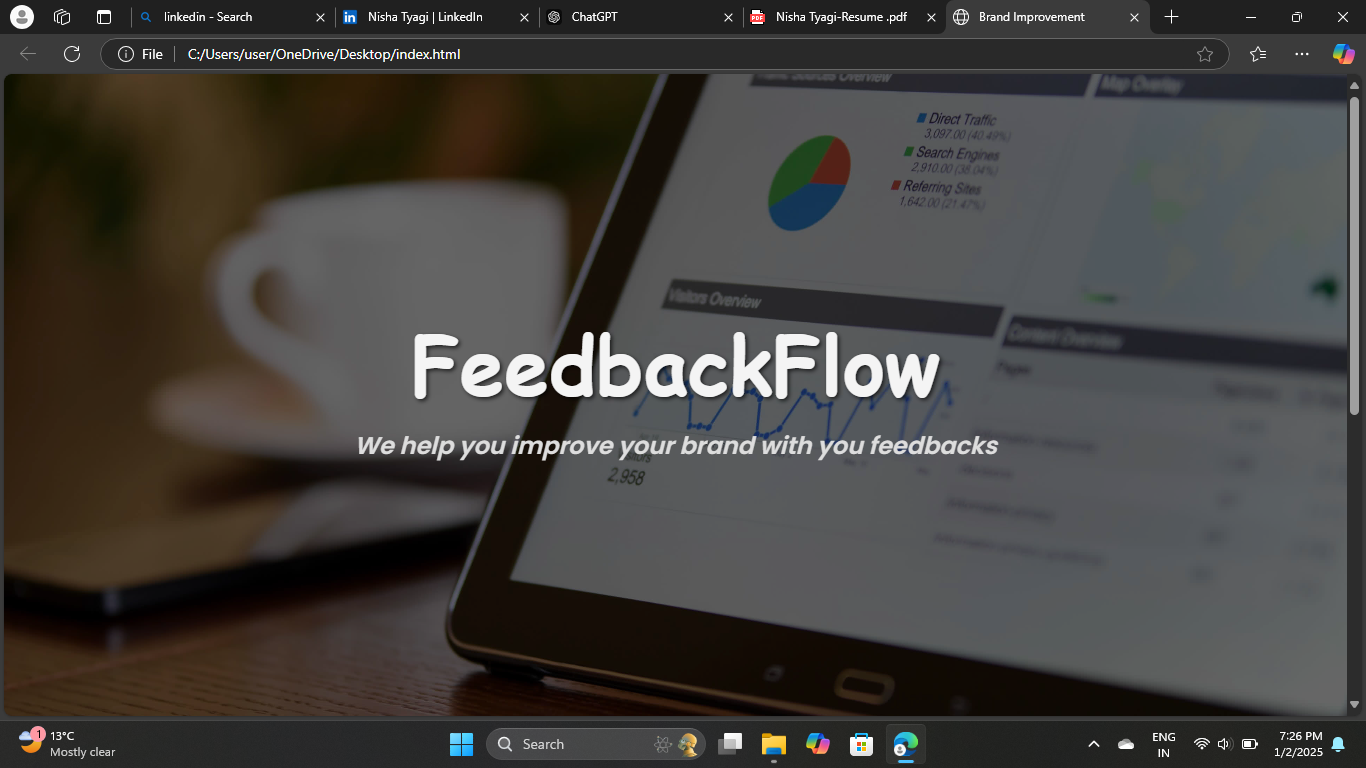 linkedin - Search
Nisha Tyagi | LinkedIn
ChatGPT
Nisha Tyagi-Resume .pdf
Brand Improvement
File
C:/Users/user/OneDrive/Desktop/index.html
Traffic Sources Overview
Map Overlay
Direct Traffic
3,097.00 (40.49%)
Search Engines
2,910.00 (38.04%)
Referring Sites
1,642.00 (21.47%)
Visitors Overview
Content Overview
Pages
FeedbackFlow
We help you improve your brand with you feedbacks
2,958
1
13°C
Mostly clear
Search
ENG
IN
7:26 PM
1/2/2025